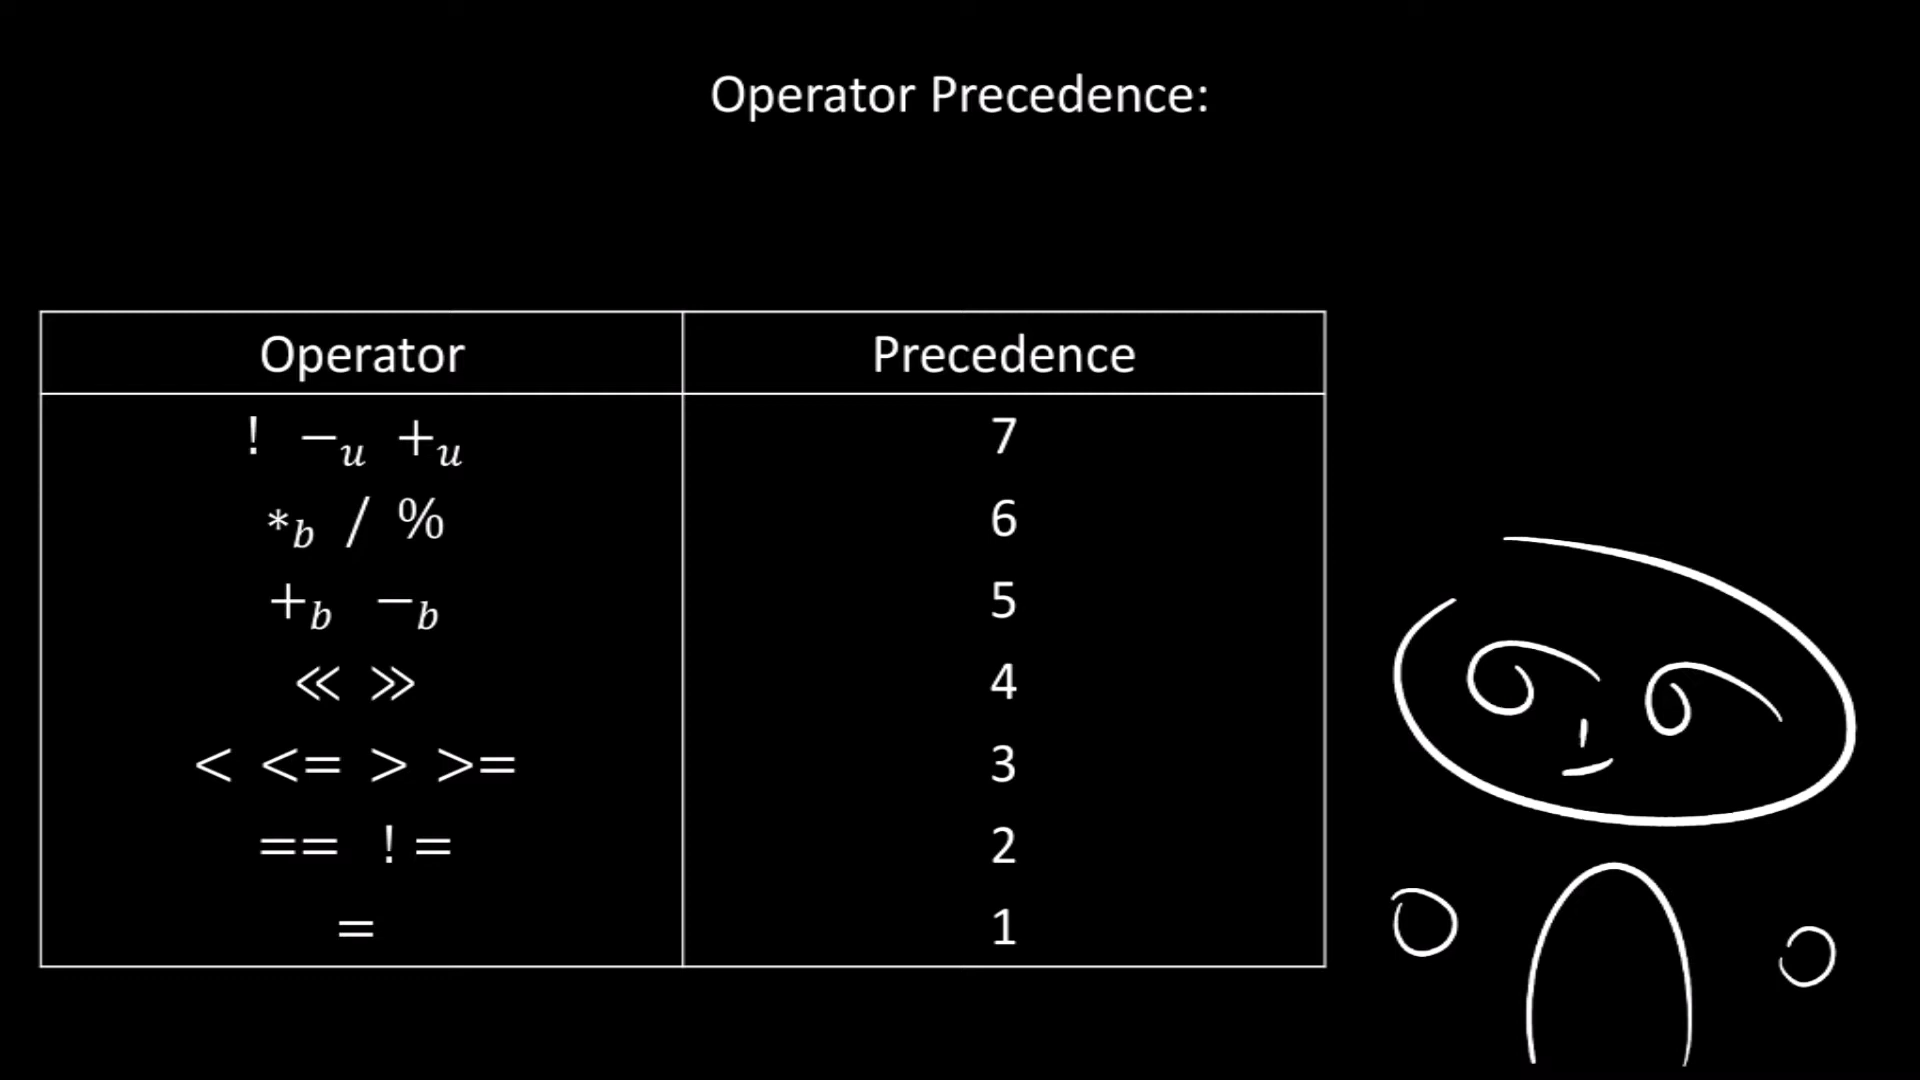 Operator Precedence:
Operator Precedence
! −u +u 7
*b / % 6
+b −b 5
≪ ≫ 4
< <= > >= 3
== != 2
= 1